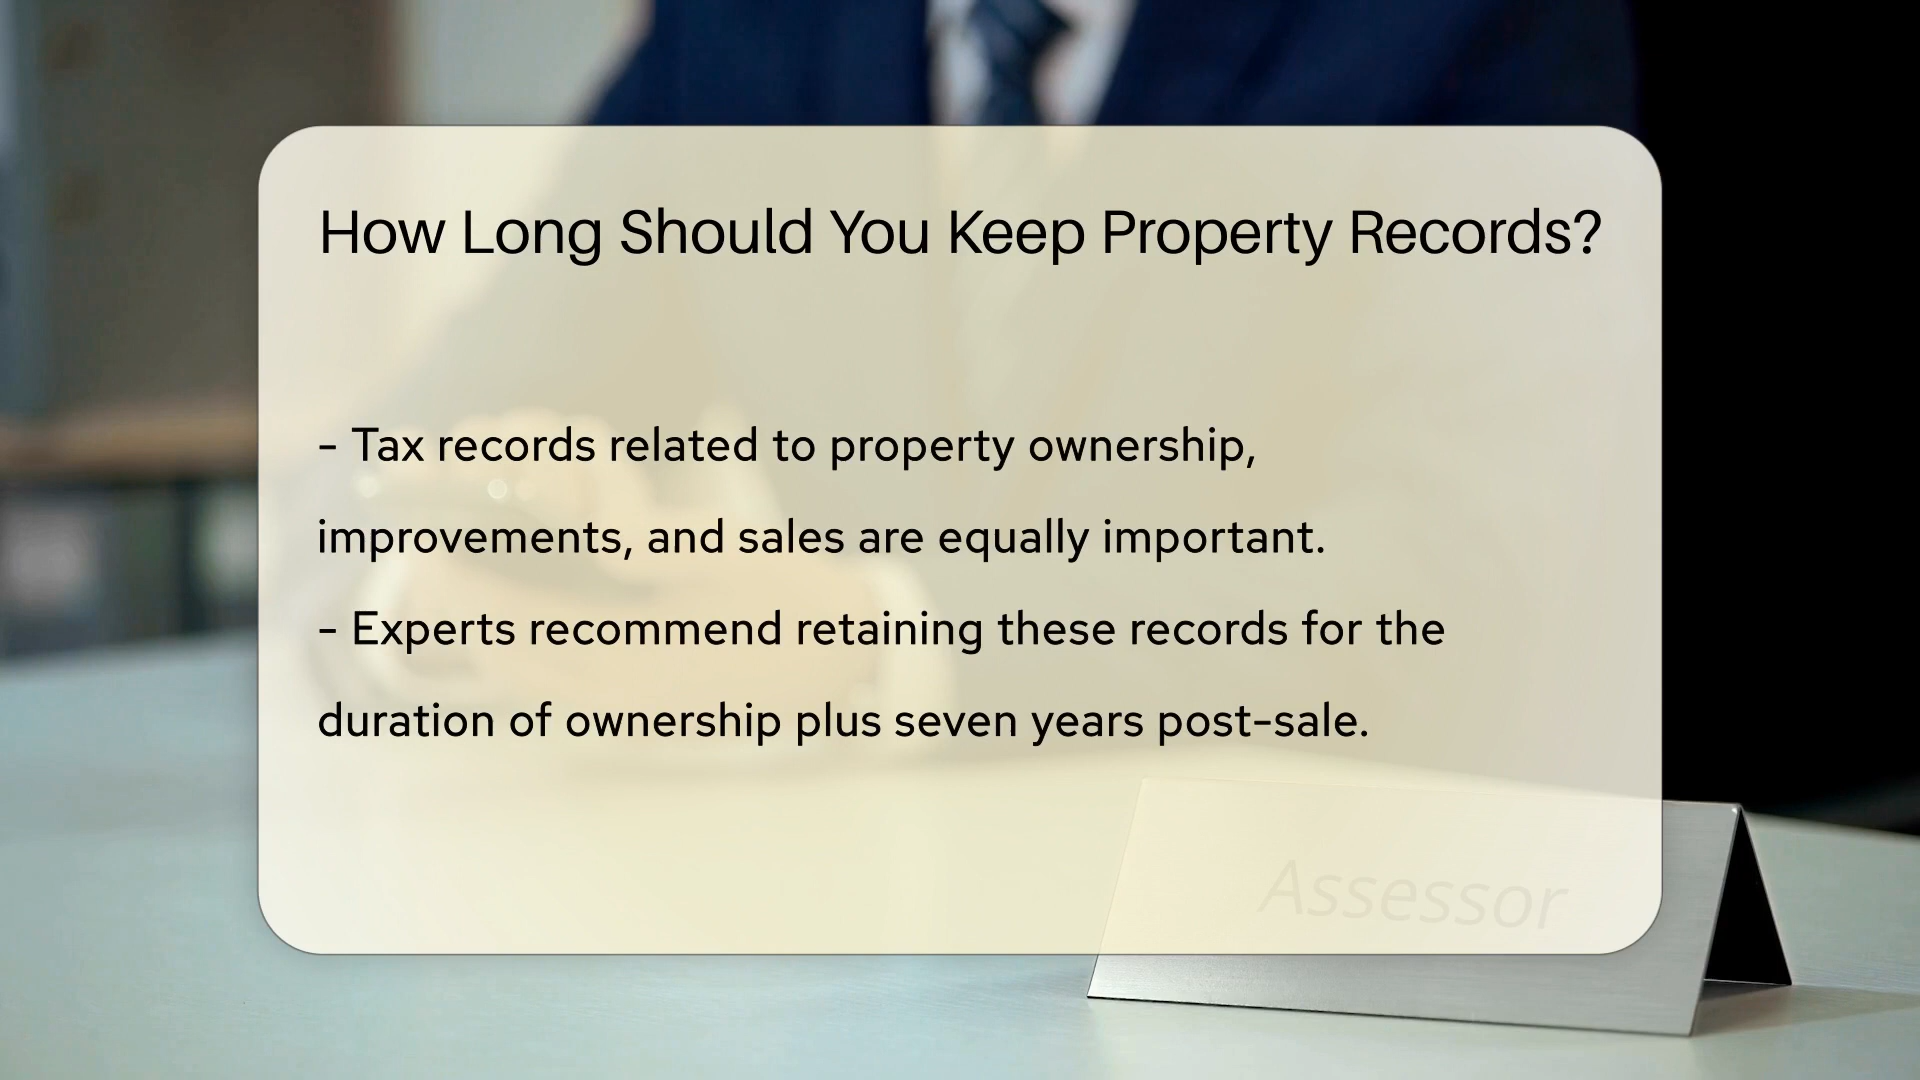 How Long Should You Keep Property Records?
- Tax records related to property ownership,
improvements, and sales are equally important.
- Experts recommend retaining these records for the
duration of ownership plus seven years post-sale.
Assessor